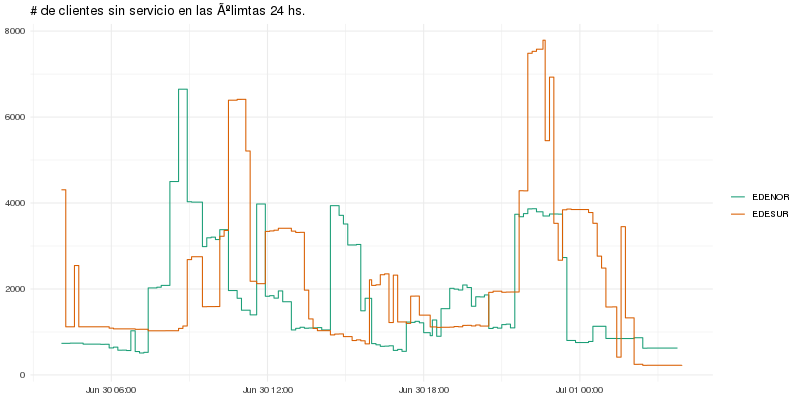 # de clientes sin servicio en las Ãºlimtas 24 hs.
8000
6000
4000
2000
0
Jun 30 06:00 Jun 30 12:00 Jun 30 18:00 Jul 01 00:00
EDENOR
EDESUR